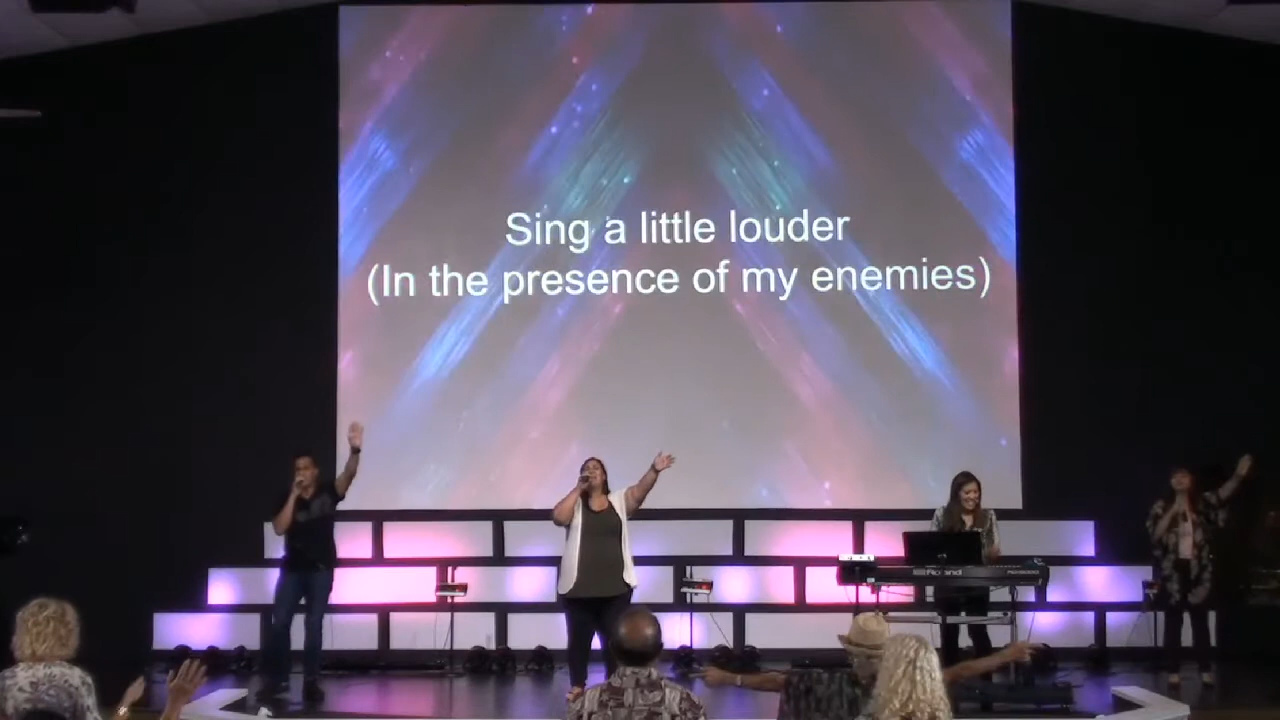 Sing a little louder
(In the presence of my enemies)
Roland